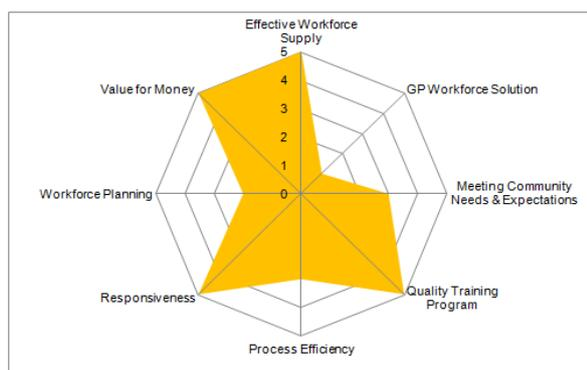 Effective Workforce
Supply
5
Value for Money
GP Workforce Solution
4
3
2
1
Workforce Planning
0
Meeting Community
Needs & Expectations
Responsiveness
Quality Training
Program
Process Efficiency